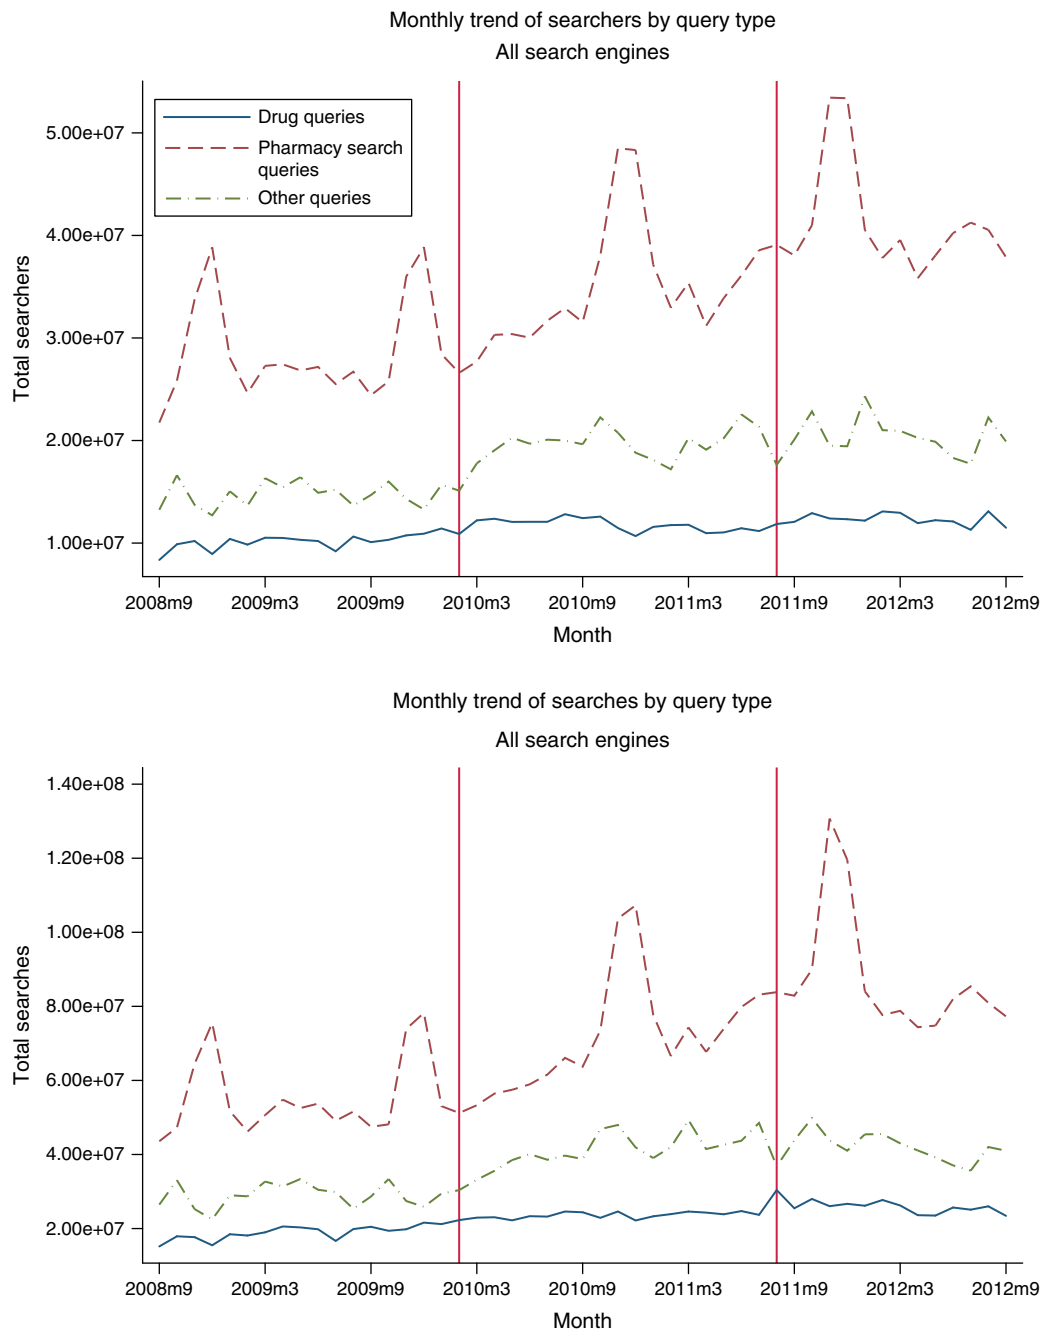 Monthly trend of searchers by query type
All search engines
Drug queries
Pharmacy search
queries
Other queries
Total searchers
5.00e+07
4.00e+07
3.00e+07
2.00e+07
1.00e+07
2008m9 2009m3 2009m9 2010m3 2010m9 2011m3 2011m9 2012m3 2012m9
Month
Monthly trend of searches by query type
All search engines
Total searches
1.40e+08
1.20e+08
1.00e+08
8.00e+07
6.00e+07
4.00e+07
2.00e+07
2008m9 2009m3 2009m9 2010m3 2010m9 2011m3 2011m9 2012m3 2012m9
Month